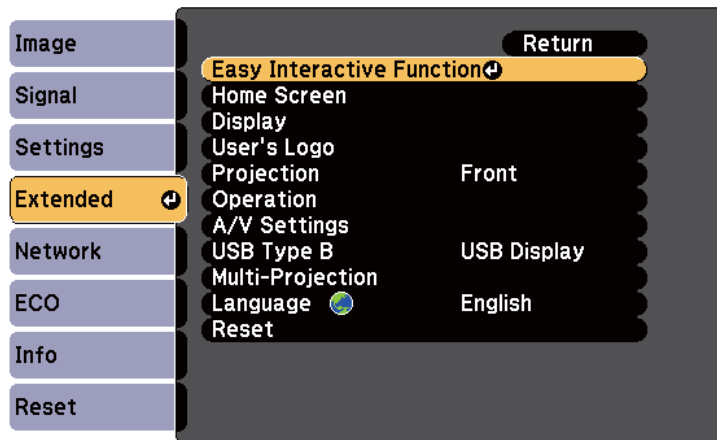 Image
Signal
Settings
Extended
Network
ECO
Info
Reset
Return
Easy Interactive Function
Home Screen
Display
User's Logo
Projection Front
Operation
A/V Settings
USB Type B USB Display
Multi-Projection
Language English
Reset